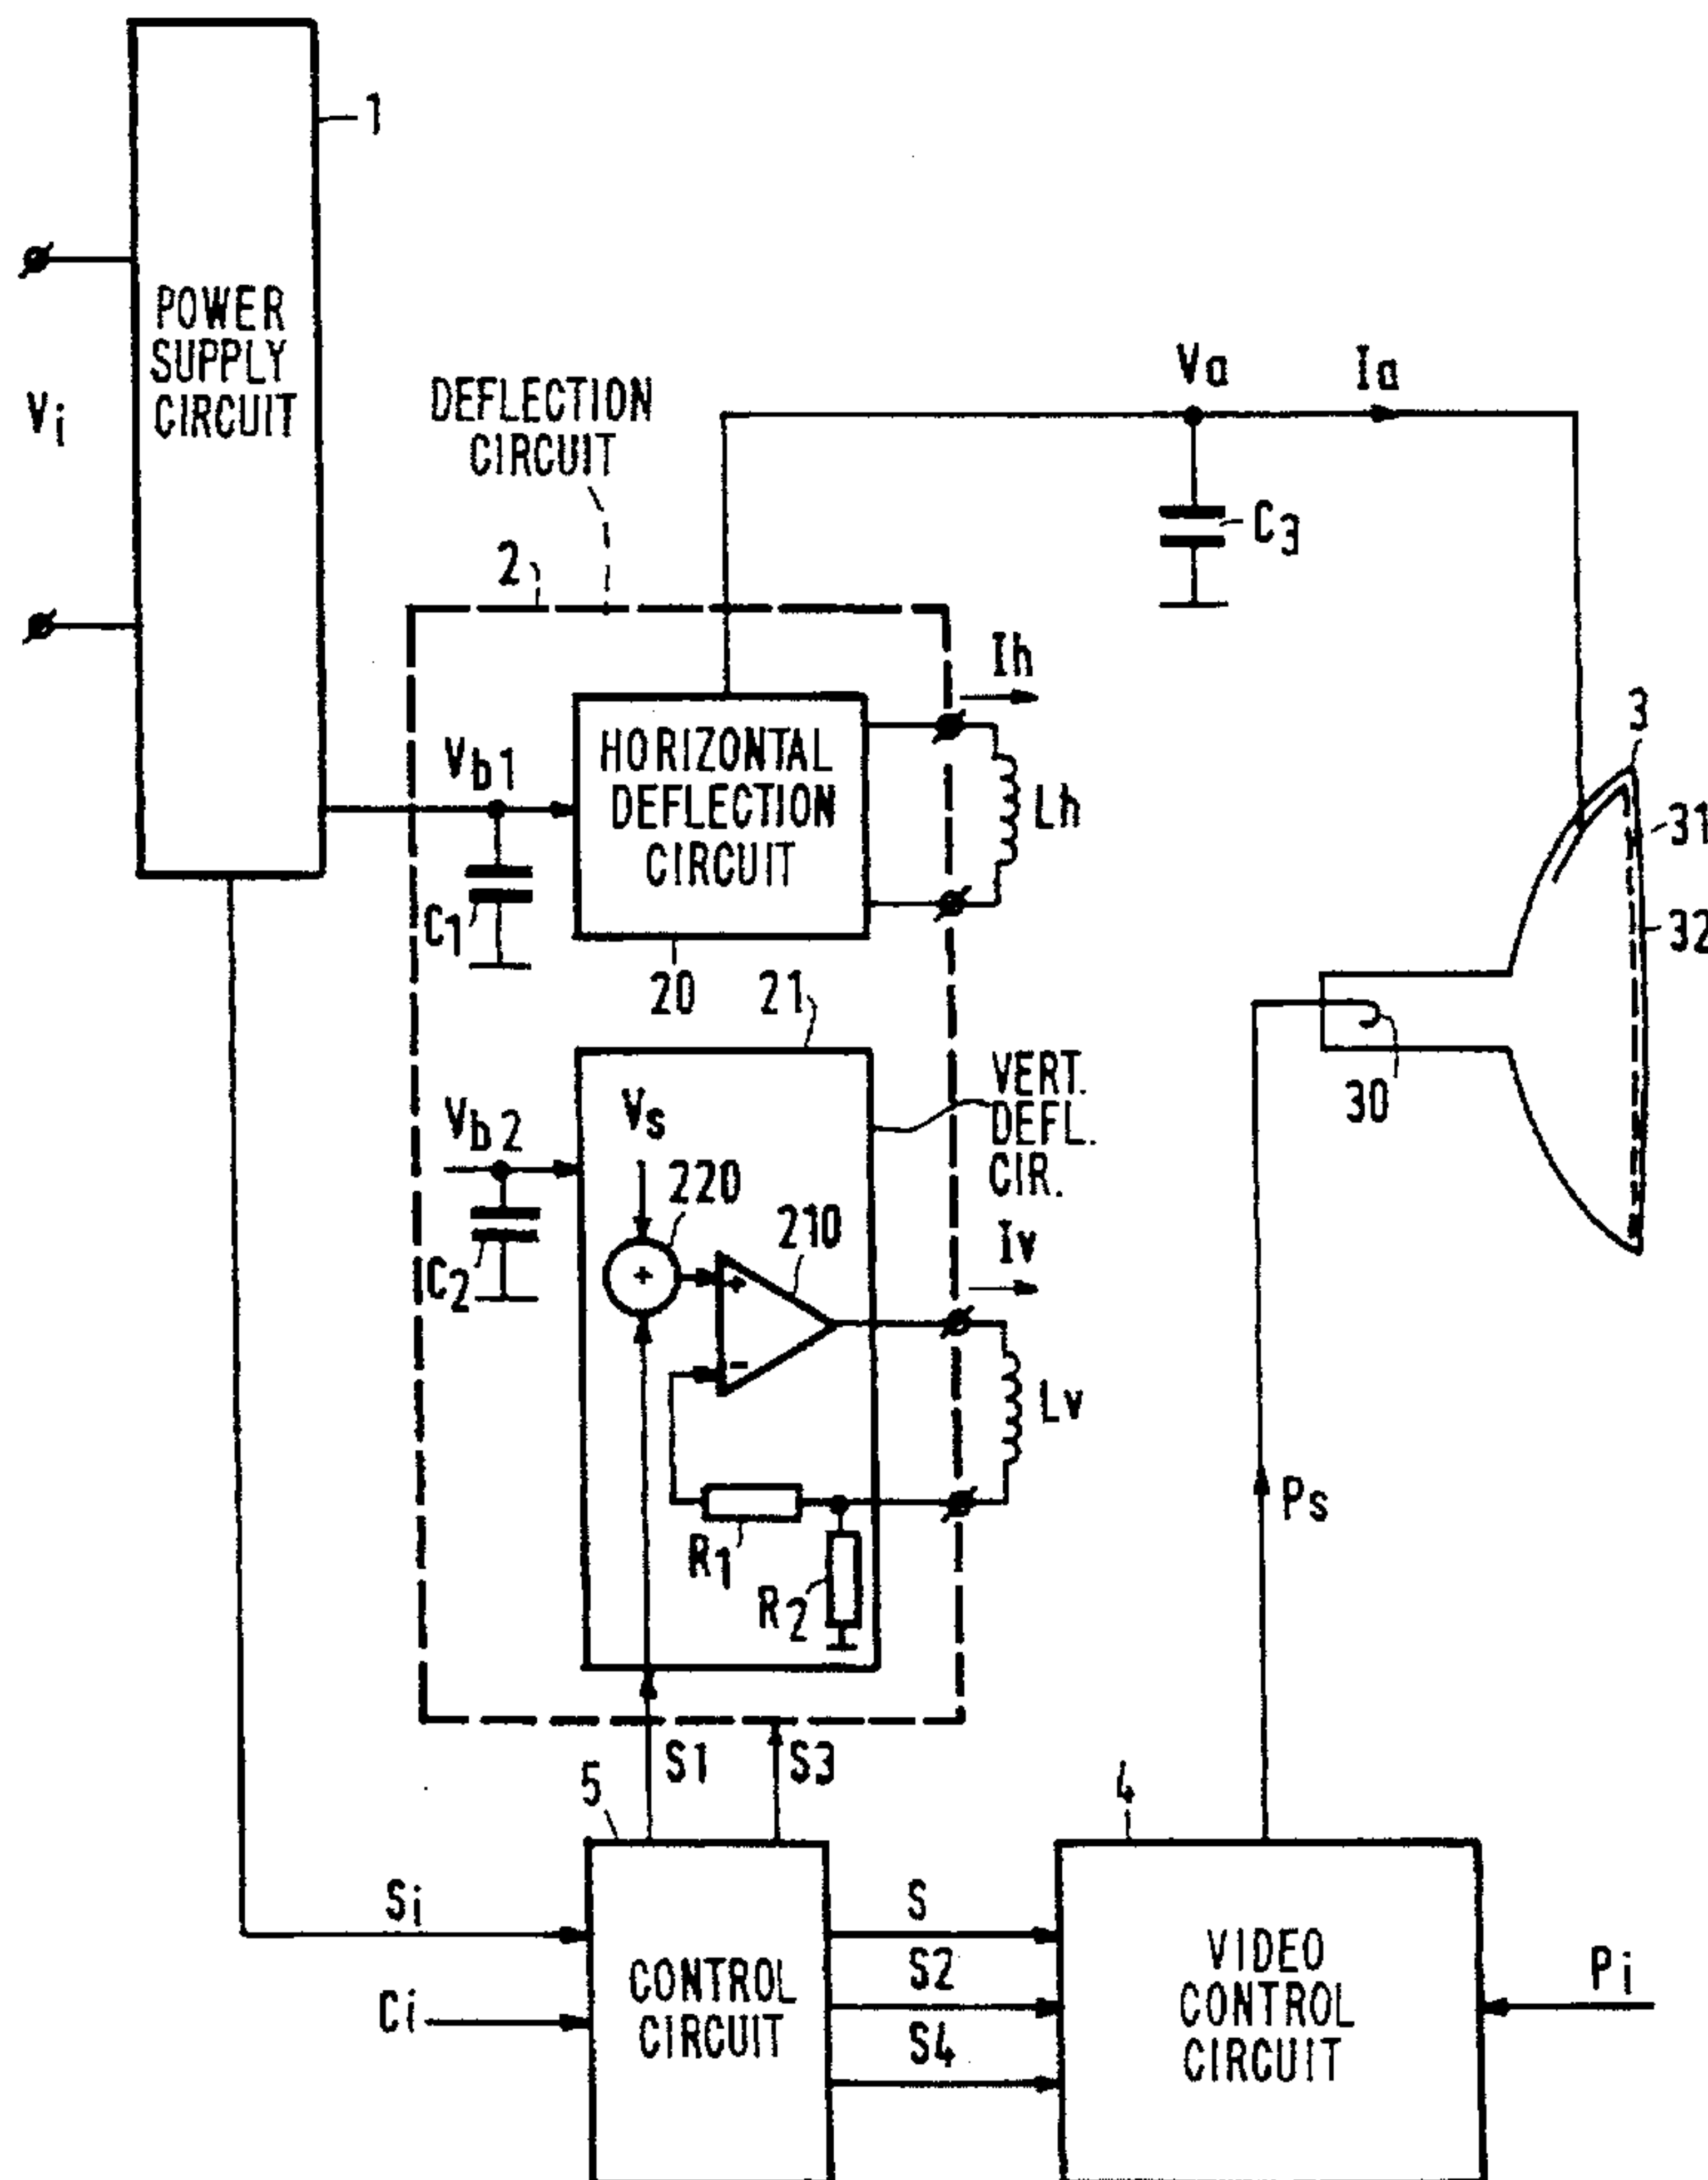 1
POWER
SUPPLY
CIRCUIT
Vi
DEFLECTION
CIRCUIT
2
Va
Ia
C3
Ih
HORIZONTAL
DEFLECTION
CIRCUIT
Vb1
C1
Lh
20
3
31
32
30
21
VERT.
DEFL.
CIR.
Vb2
C2
Vs
220
210
+
+
-
Iv
Lv
R1
R2
Ps
S1
S3
5
4
Si
Ci
CONTROL
CIRCUIT
S
S2
S4
VIDEO
CONTROL
CIRCUIT
Pi